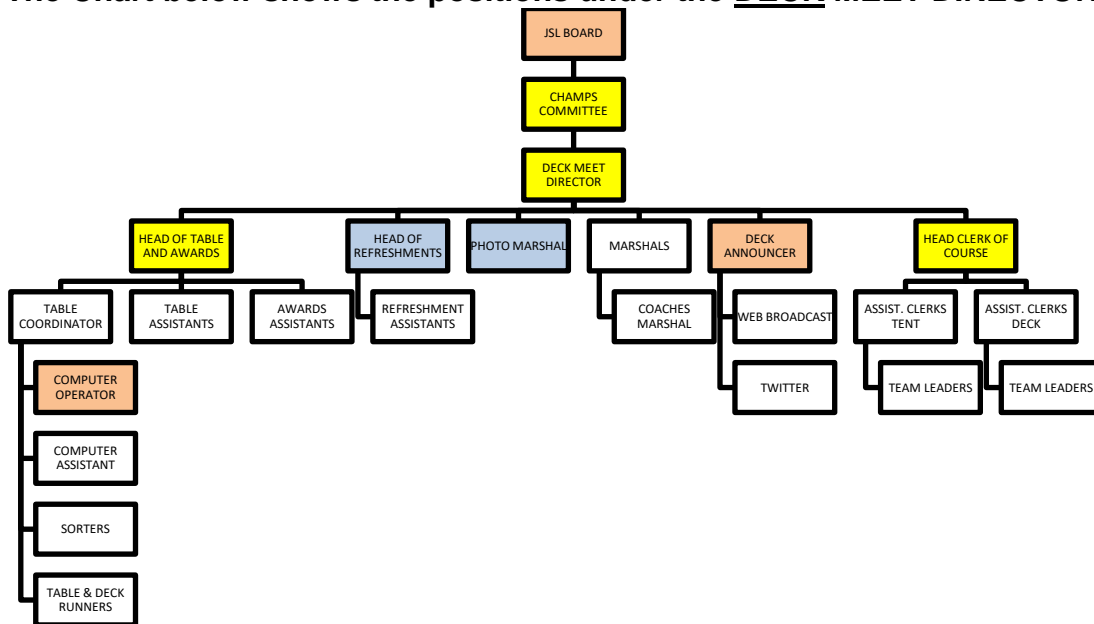 The Chart below shows the positions under the DECK MEET DIRECTOR
JSL BOARD
CHAMPS
COMMITTEE
DECK MEET
DIRECTOR
HEAD OF TABLE
AND AWARDS
HEAD OF
REFRESHMENTS
PHOTO MARSHAL
MARSHALS
DECK
ANNOUNCER
HEAD CLERK OF
COURSE
TABLE
COORDINATOR
TABLE
ASSISTANTS
AWARDS
ASSISTANTS
REFRESHMENT
ASSISTANTS
COACHES
MARSHAL
WEB BROADCAST
ASSIST. CLERKS
TENT
ASSIST. CLERKS
DECK
COMPUTER
OPERATOR
TWITTER
TEAM LEADERS
TEAM LEADERS
COMPUTER
ASSISTANT
SORTERS
TABLE & DECK
RUNNERS